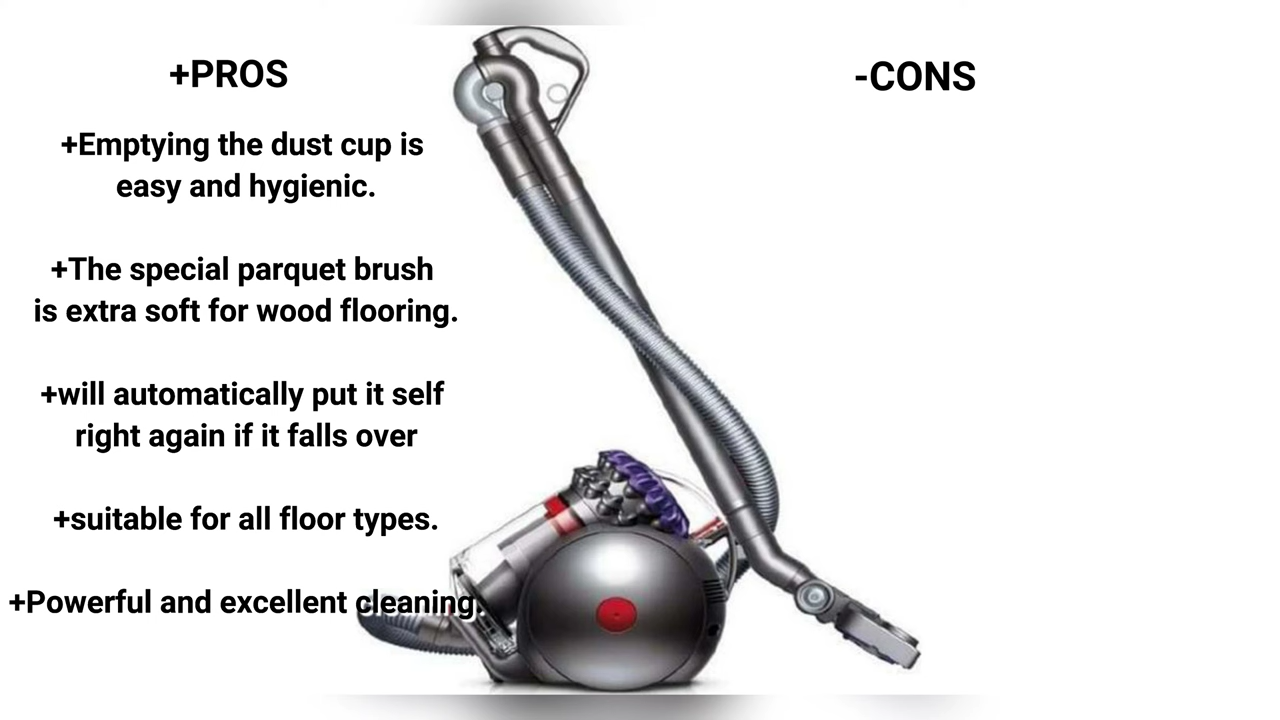 +PROS
+Emptying the dust cup is
easy and hygienic.
+The special parquet brush
is extra soft for wood flooring.
+will automatically put it self
right again if it falls over
+suitable for all floor types.
+Powerful and excellent cleaning.
-CONS